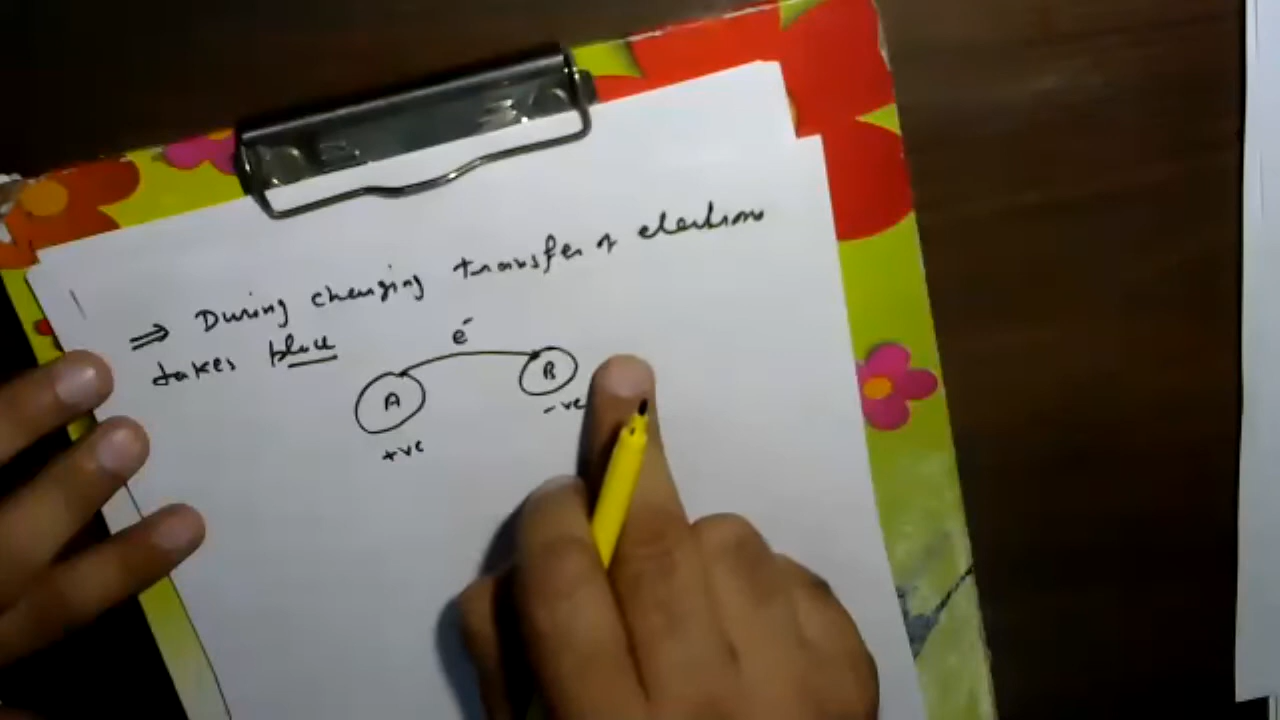 ⇒ During charging transfer of electrons
takes place
e⁻
A
B
+ve
-ve